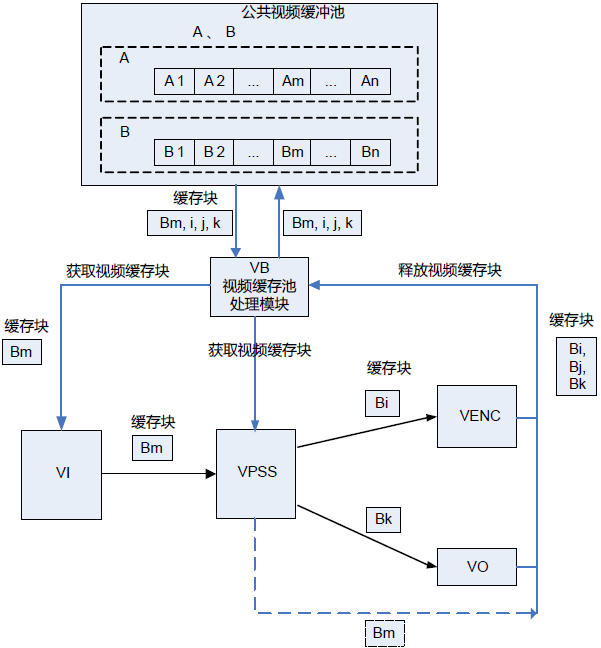 公共视频缓冲池
A 、 B
A
A 1 A 2 ... Am ... An
B
B 1 B 2 ... Bm ... Bn
缓存块
Bm, i, j, k
Bm, i, j, k
VB
视频缓存池
处理模块
获取视频缓存块
释放视频缓存块
缓存块
Bm
缓存块
Bi,
Bj,
Bk
获取视频缓存块
缓存块
Bi
缓存块
Bm
VI
VPSS
VENC
Bk
VO
Bm